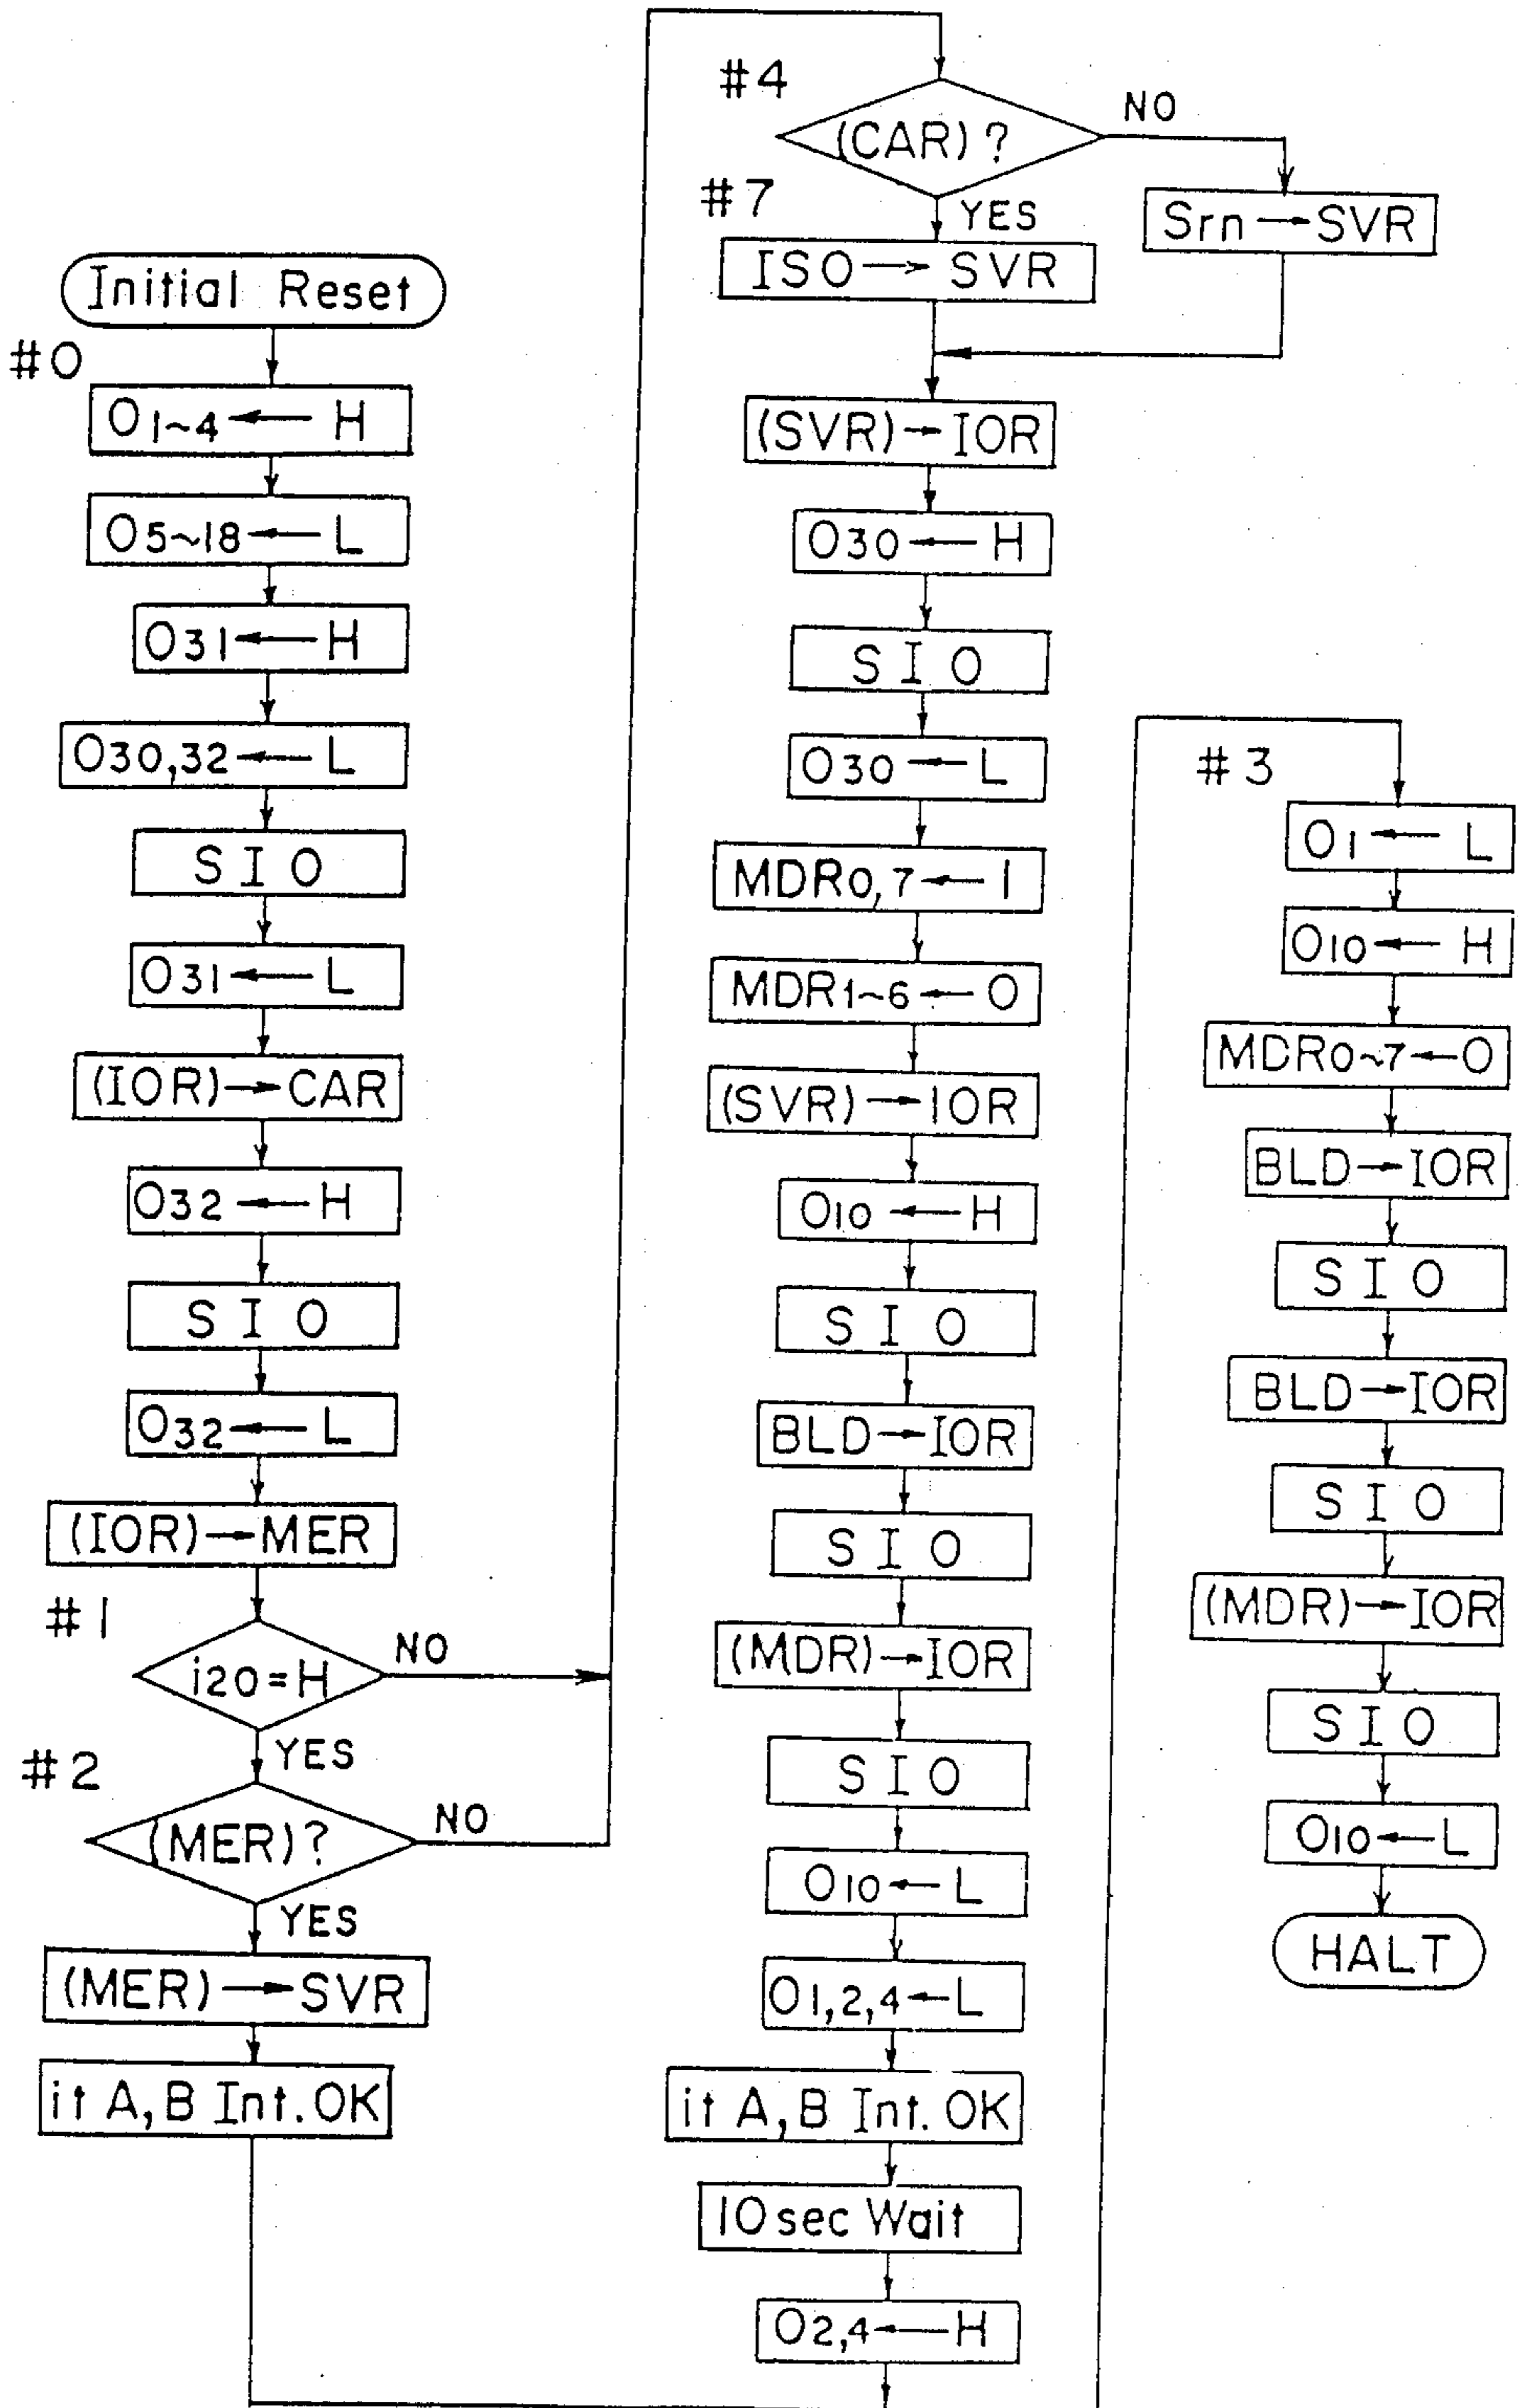 Initial Reset
#0
O1~4 ← H
O5~18 ← L
O31 ← H
O30,32 ← L
SIO
O31 ← L
(IOR) → CAR
O32 ← H
SIO
O32 ← L
(IOR) → MER
#1
i20=H
NO
YES
#2
(MER)?
NO
YES
(MER) → SVR
it A, B Int. OK
#4
(CAR)?
NO
#7
YES
Srn → SVR
ISO → SVR
(SVR) → IOR
O30 ← H
SIO
O30 ← L
MDR0,7 ← 1
MDR1~6 ← O
(SVR) → IOR
O10 ← H
SIO
BLD → IOR
SIO
(MDR) → IOR
SIO
O10 ← L
O1,2,4 ← L
it A, B Int. OK
10sec Wait
O2,4 ← H
#3
O1 ← L
O10 ← H
MDR0~7 ← O
BLD → IOR
SIO
BLD → IOR
SIO
(MDR) → IOR
SIO
O10 ← L
HALT